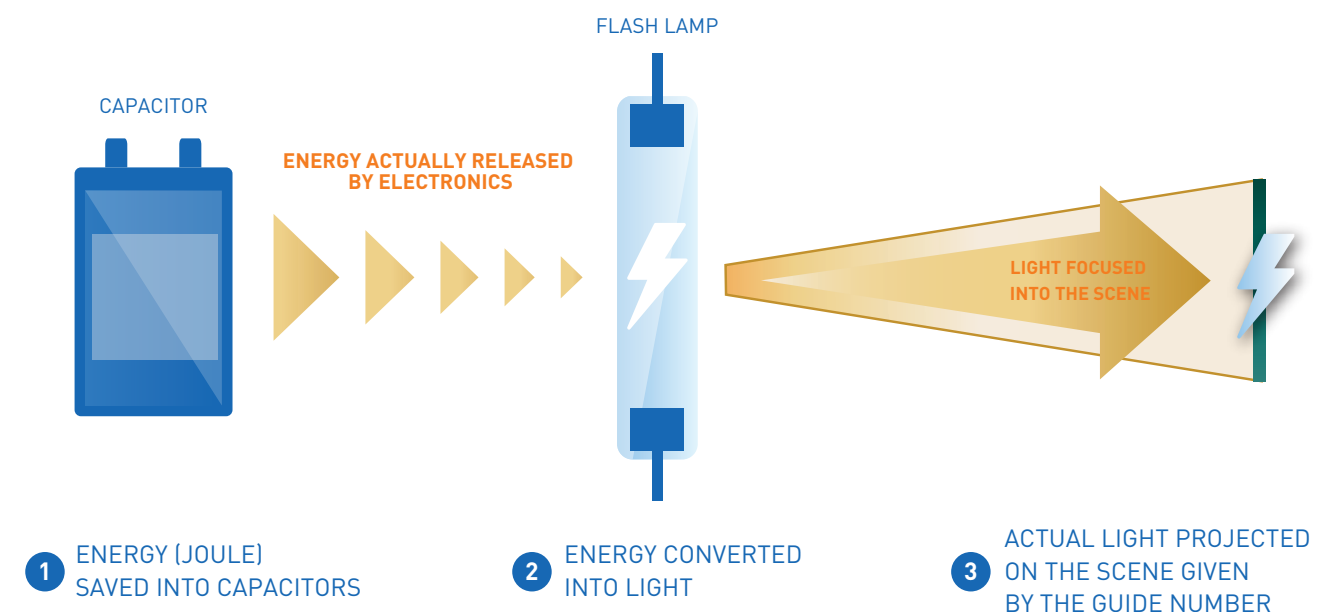 FLASH LAMP
CAPACITOR
ENERGY ACTUALLY RELEASED
BY ELECTRONICS
LIGHT FOCUSED
INTO THE SCENE
1 ENERGY (JOULE)
SAVED INTO CAPACITORS
2 ENERGY CONVERTED
INTO LIGHT
3 ACTUAL LIGHT PROJECTED
ON THE SCENE GIVEN
BY THE GUIDE NUMBER